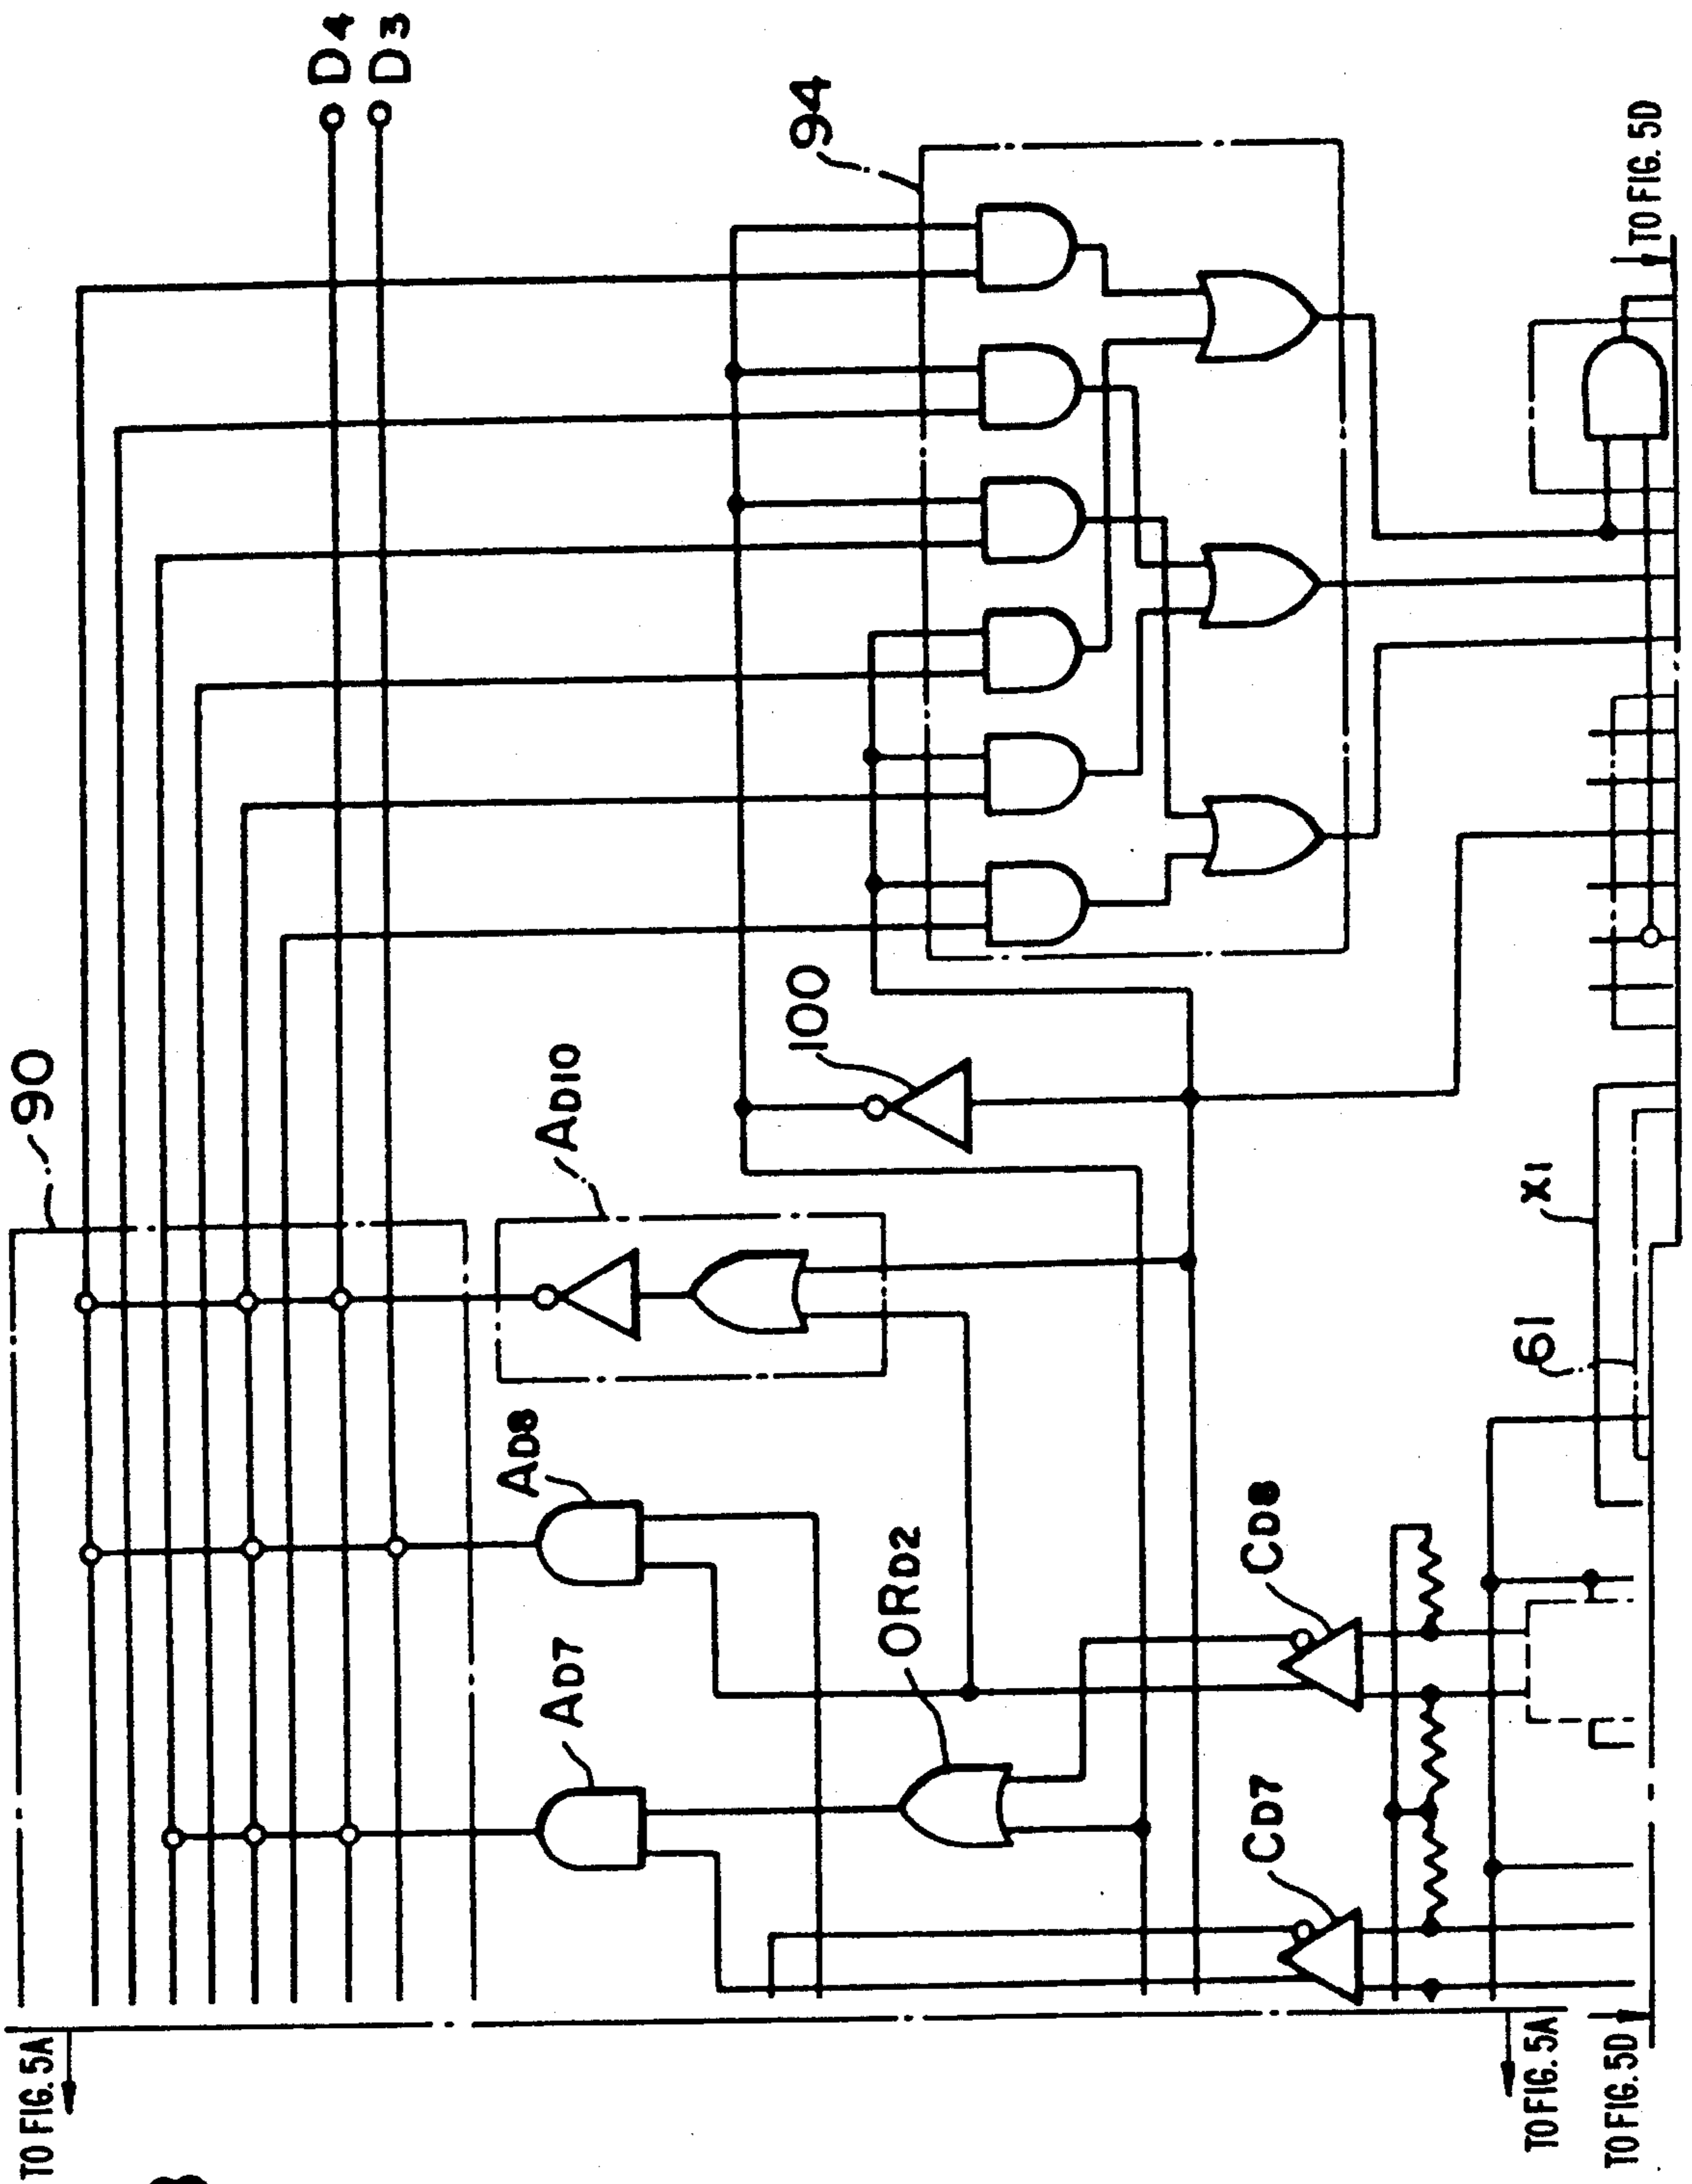 TO FIG. 5A
90
D4
D3
AD10
AD8
AD7
94
100
ORD2
CD8
CD7
X1
61
TO FIG. 5A
TO FIG. 5D
TO FIG. 5D